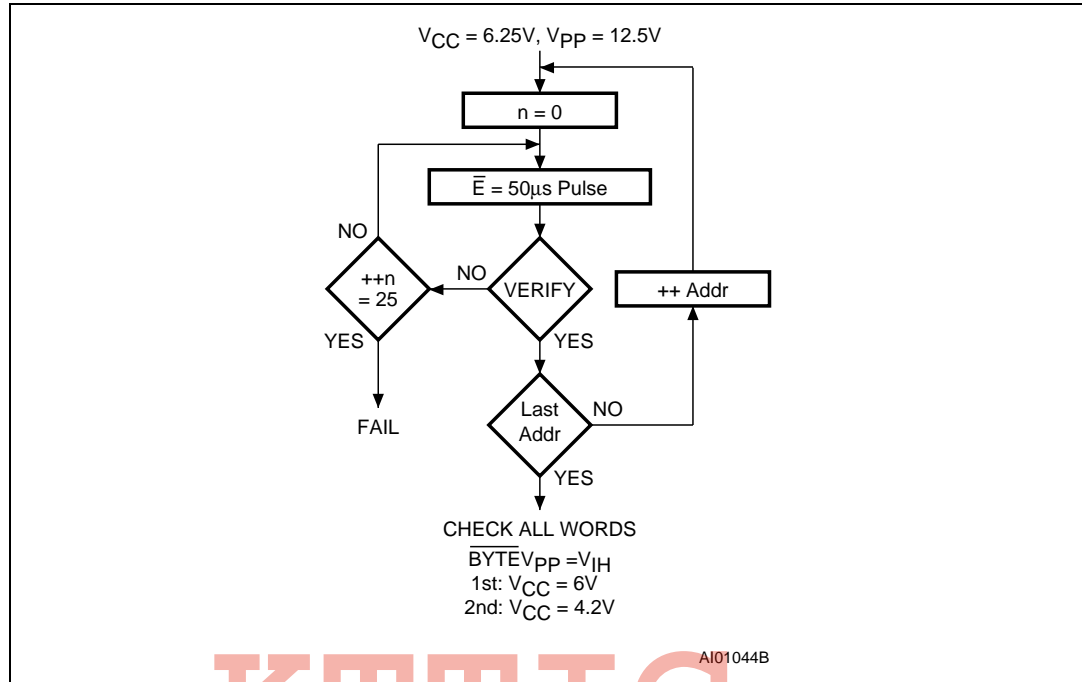 VCC = 6.25V, VPP = 12.5V
n = 0
E̅ = 50μs Pulse
NO
++n
= 25
NO
VERIFY
++ Addr
YES
YES
FAIL
Last
Addr
NO
YES
CHECK ALL WORDS
B̅Y̅T̅E̅VPP =VIH
1st: VCC = 6V
2nd: VCC = 4.2V
AI01044B